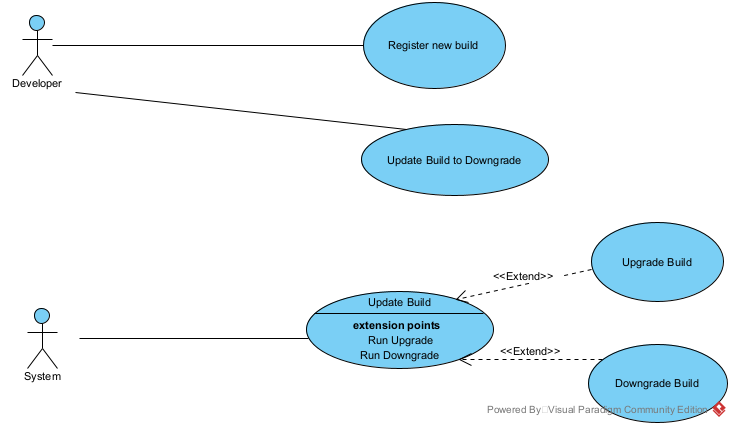 Register new build
Developer
Update Build to Downgrade
Upgrade Build
<<Extend>>
Update Build
extension points
Run Upgrade
Run Downgrade
<<Extend>>
System
Downgrade Build
Powered By Visual Paradigm Community Edition